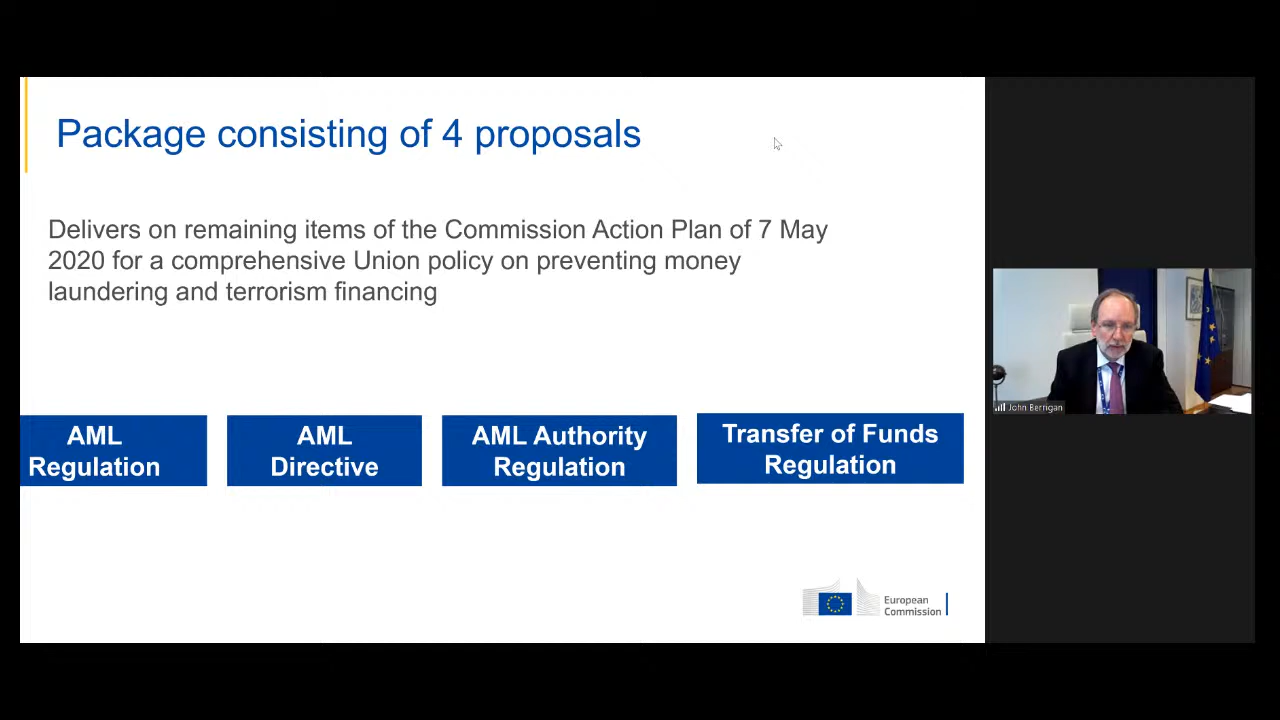 Package consisting of 4 proposals
Delivers on remaining items of the Commission Action Plan of 7 May
2020 for a comprehensive Union policy on preventing money
laundering and terrorism financing
AML
Regulation
AML
Directive
AML Authority
Regulation
Transfer of Funds
Regulation
European
Commission
John Berrigan